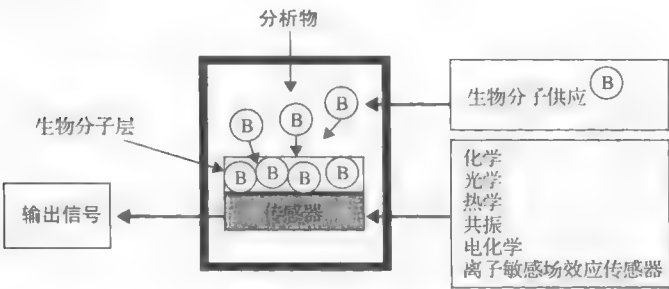 分析物
B
生物分子供应 B
B
B
B
生物分子层
B
B
B
B
化学
光学
热学
共振
电化学
离子敏感场效应传感器
输出信号
传感器